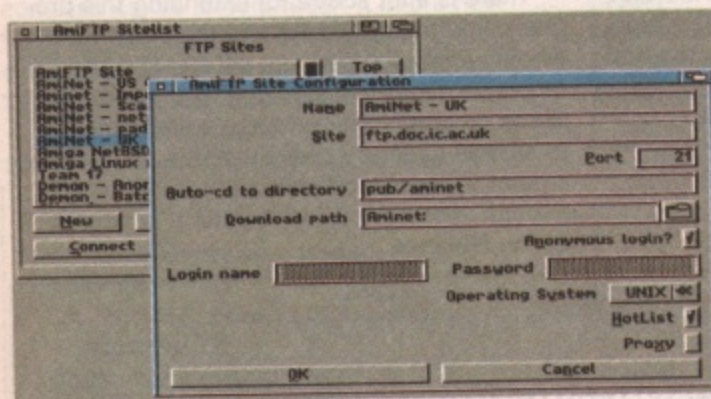 AmiFTP Sitelist
FTP Sites
Top
AmiFTP Site
AmiNet - US
Aminet -
AmiNet - Sca
AmiNet - net
AmiNet - pad
AmiNet - UK
Amiga NetBSD
Amiga Linux
Team 17
Demon - Anon
Demon - Batc
New
Connect
AmiFTP Site Configuration
Name AmiNet - UK
Site ftp.doc.ic.ac.uk
Port 21
Auto-cd to directory pub/aminet
Download path Aminet:
Anonymous login?
Login name Password
Operating System UNIX
HotList
Proxy
OK Cancel